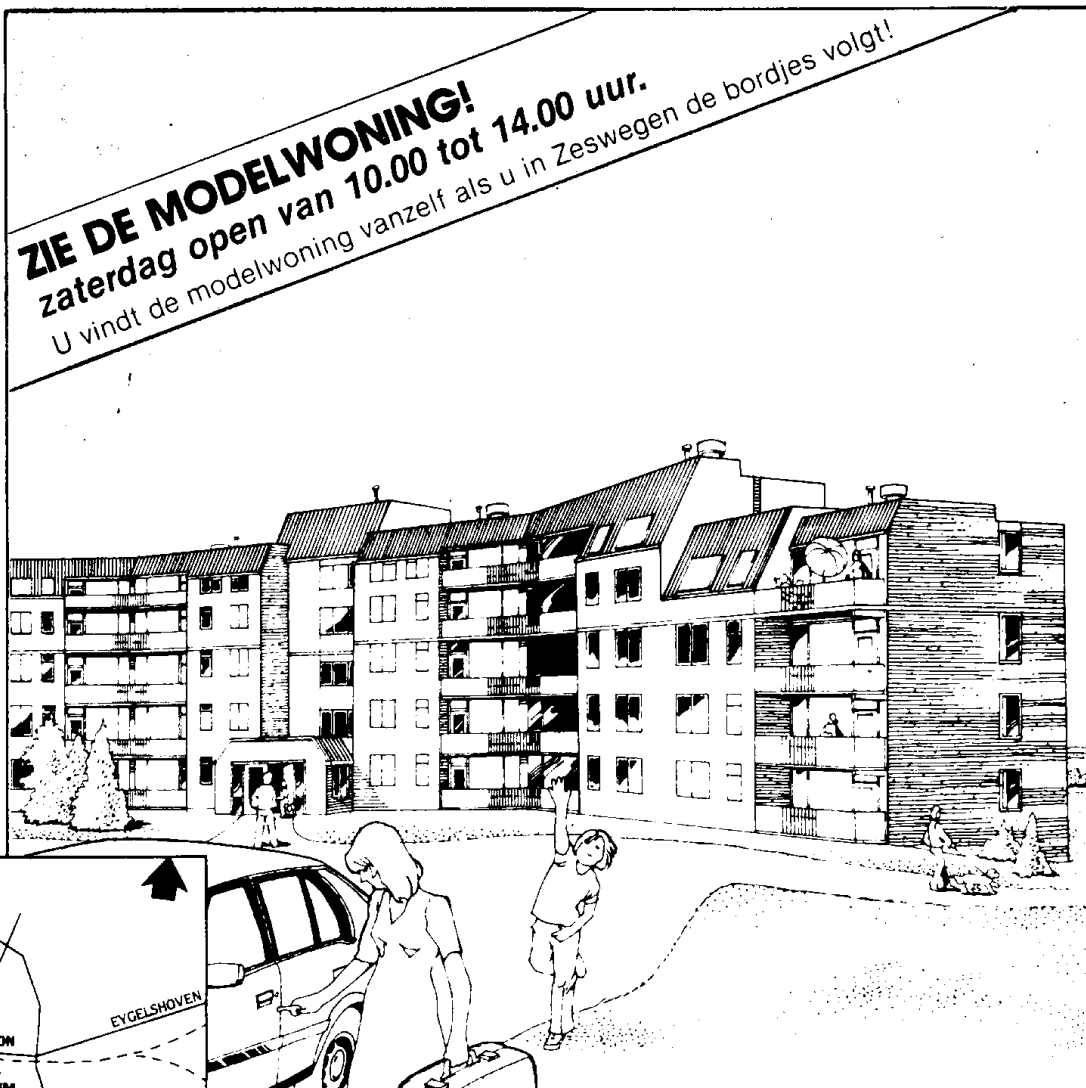 ZIE DE MODELWONING!
zaterdag open van 10.00 tot 14.00 uur.
U vindt de modelwoning vanzelf als u in Zeswegen de bordjes volgt!
EYGELSHOVEN